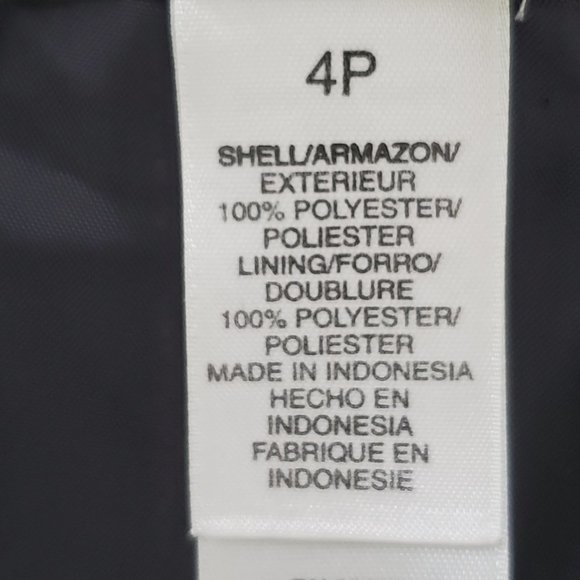 4P
SHELL/ARMAZON/
EXTERIEUR
100% POLYESTER/
POLIESTER
LINING/FORRO/
DOUBLURE
100% POLYESTER/
POLIESTER
MADE IN INDONESIA
HECHO EN
INDONESIA
FABRIQUE EN
INDONESIE